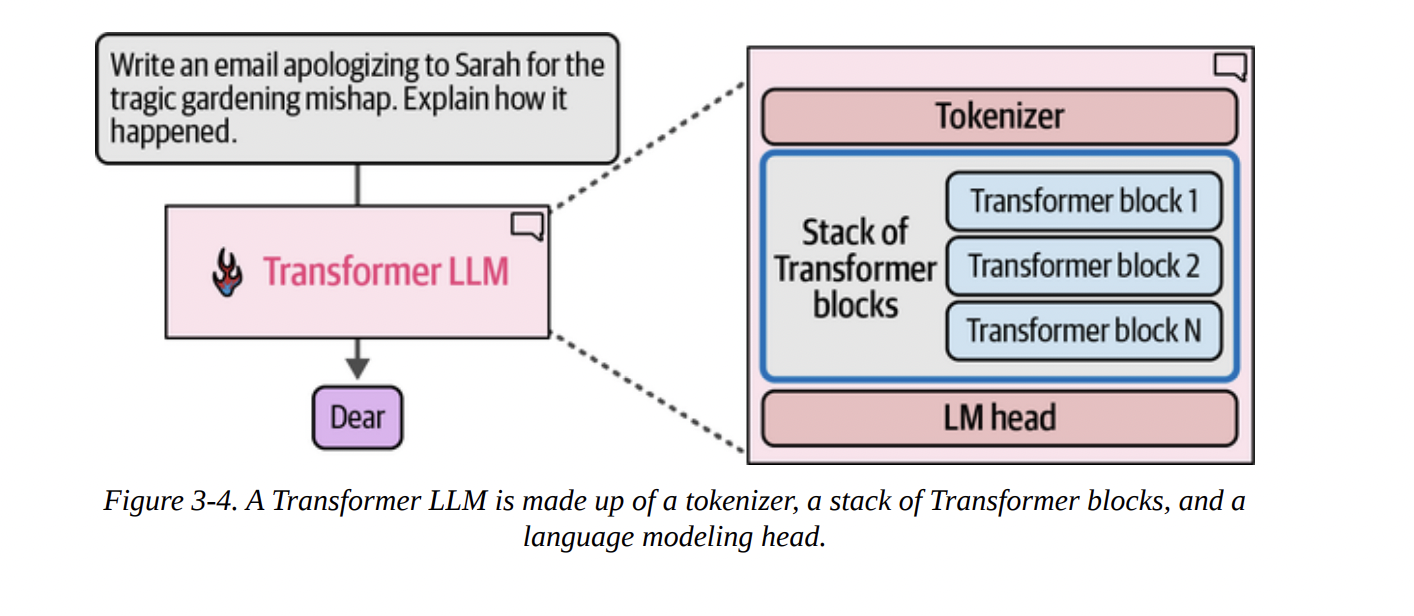 Write an email apologizing to Sarah for the
tragic gardening mishap. Explain how it
happened.
Transformer LLM
Dear
Tokenizer
Stack of
Transformer
blocks
Transformer block 1
Transformer block 2
Transformer block N
LM head
Figure 3-4. A Transformer LLM is made up of a tokenizer, a stack of Transformer blocks, and a
language modeling head.